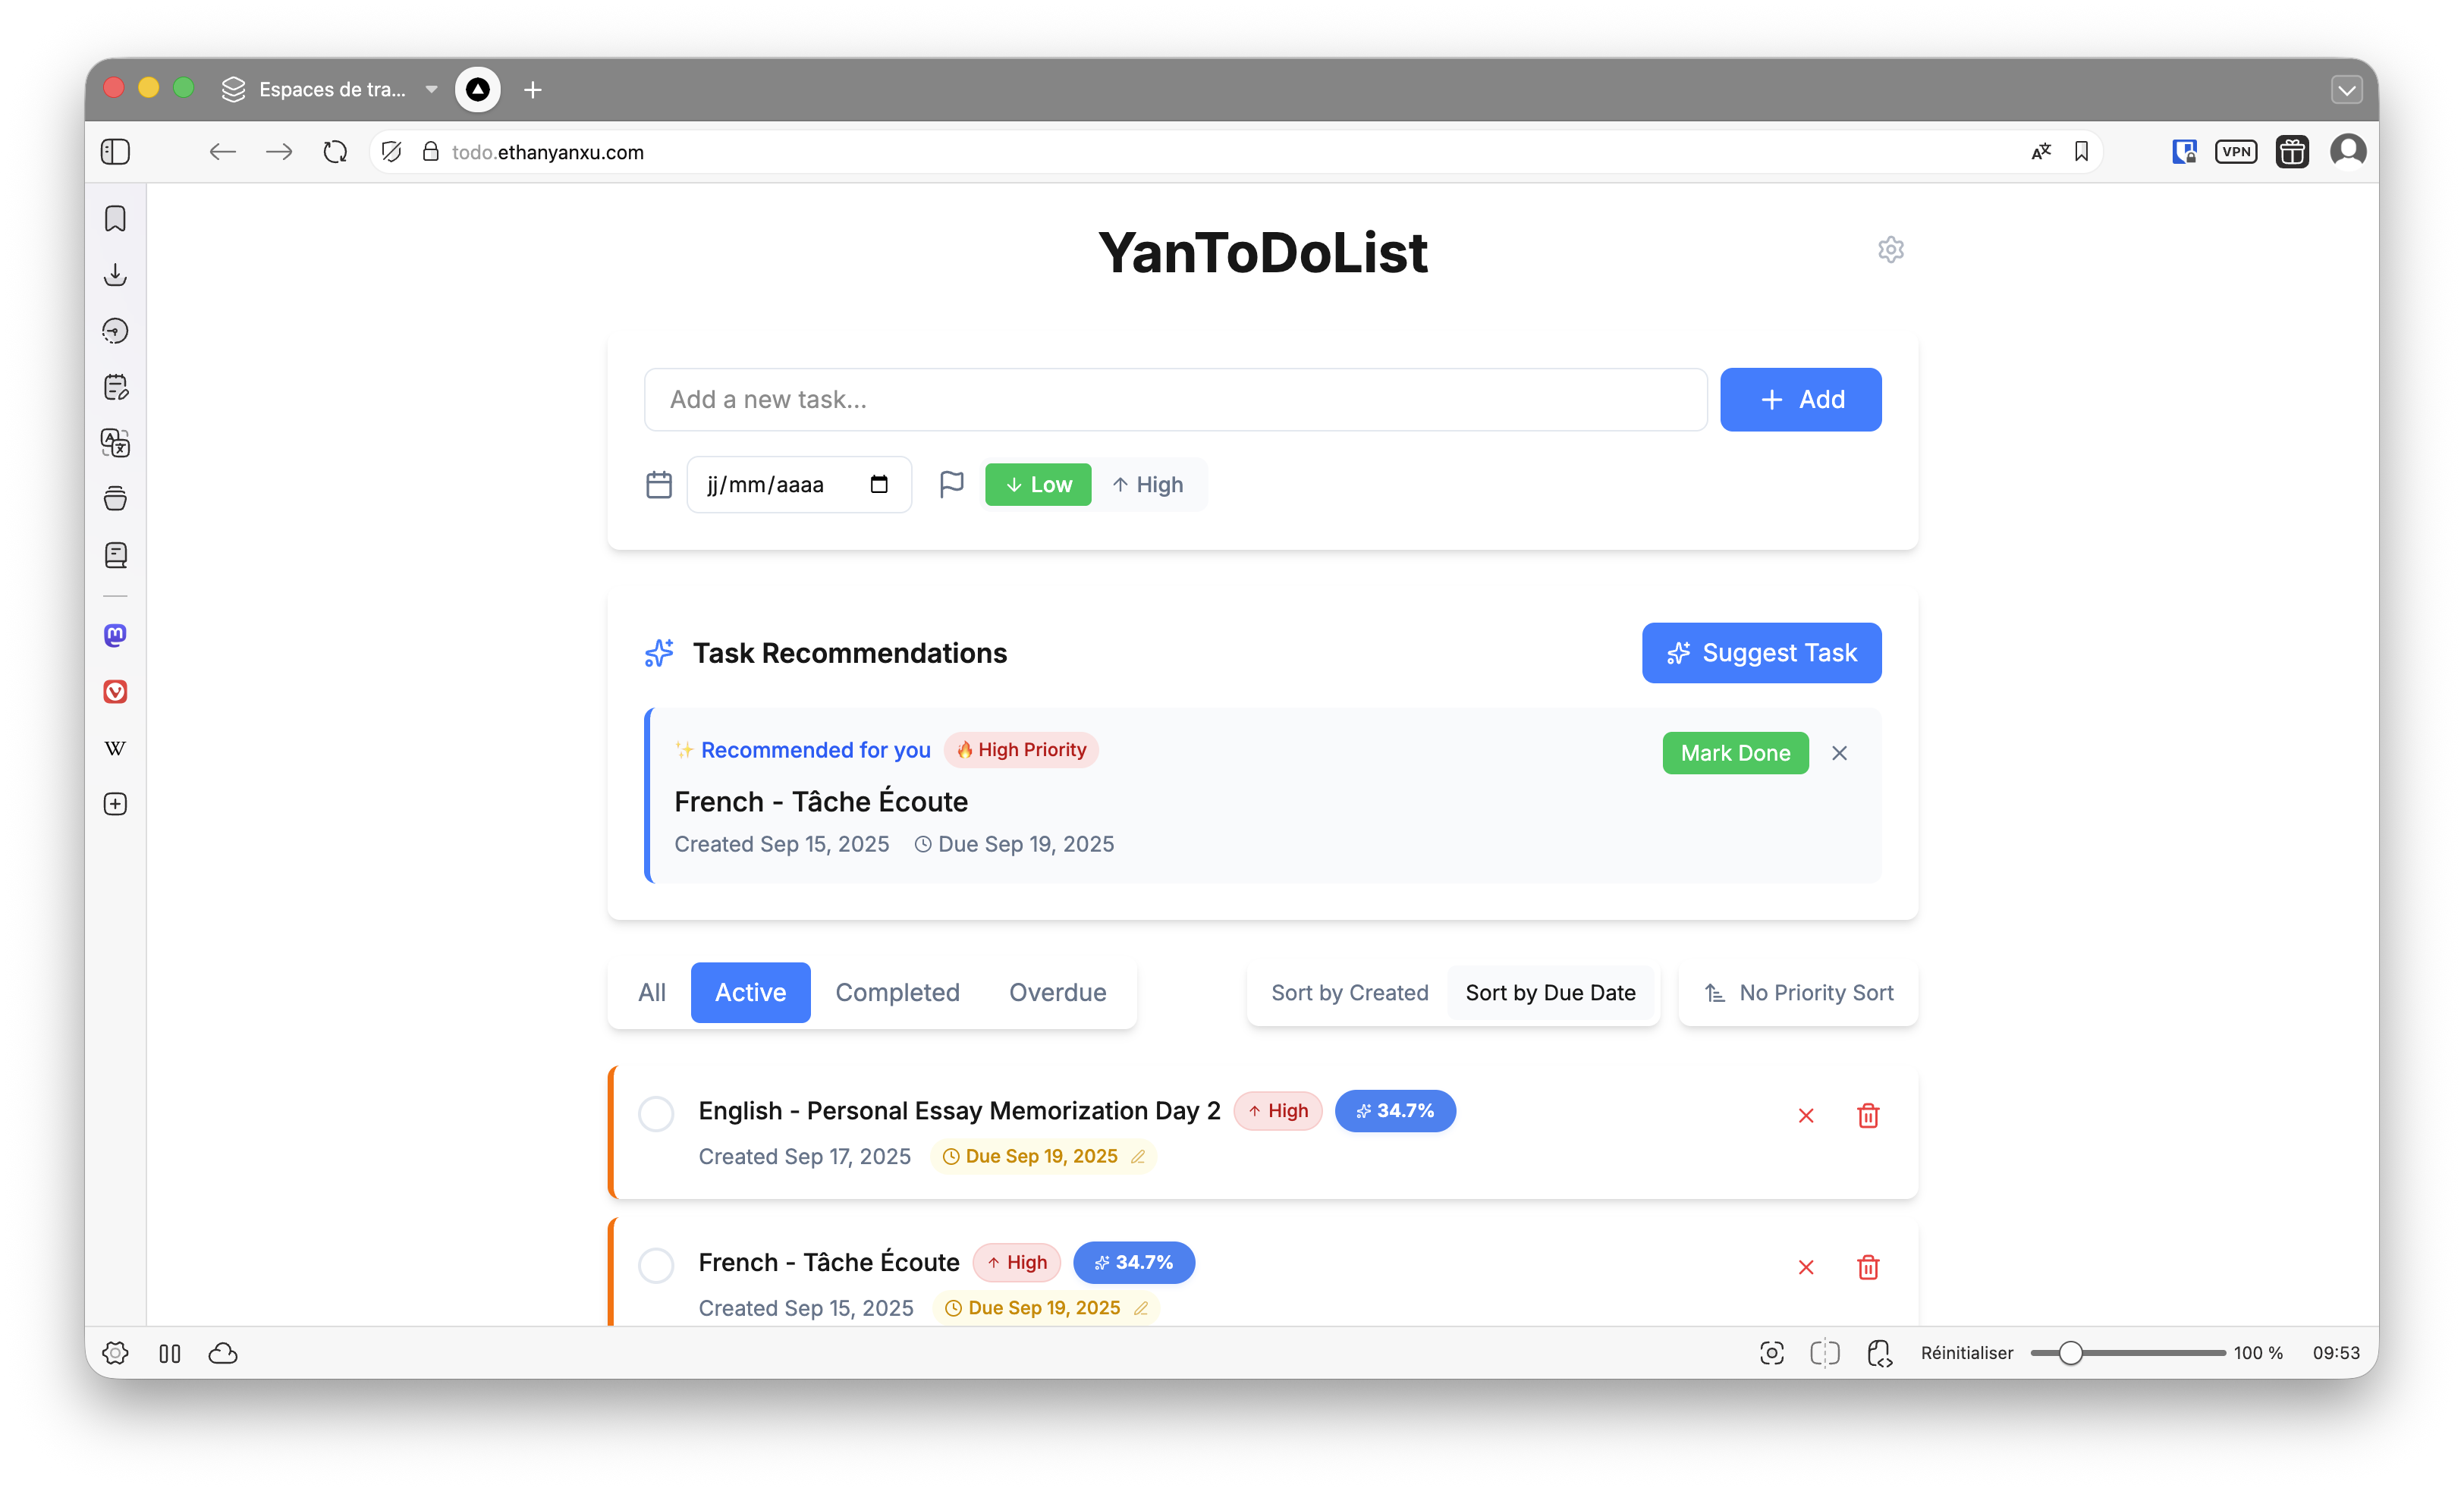 Espaces de tra...
todo.ethanyanxu.com
VPN
YanToDoList
Add a new task...
+ Add
jj/mm/aaaa
↓ Low
↑ High
Task Recommendations
Suggest Task
✨ Recommended for you
🔥 High Priority
Mark Done
French - Tâche Écoute
Created Sep 15, 2025
Due Sep 19, 2025
All
Active
Completed
Overdue
Sort by Created
Sort by Due Date
No Priority Sort
English - Personal Essay Memorization Day 2
↑ High
34.7%
Created Sep 17, 2025
Due Sep 19, 2025
French - Tâche Écoute
↑ High
34.7%
Created Sep 15, 2025
Due Sep 19, 2025
W
Réinitialiser
100 %
09:53